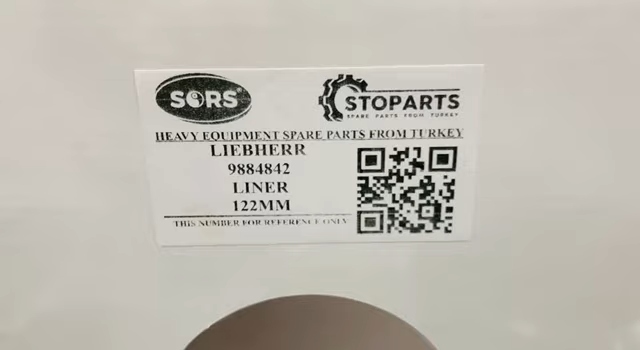 SORS®
STOPARTS
SPARE PARTS FROM TURKEY
HEAVY EQUIPMENT SPARE PARTS FROM TURKEY
LIEBHERR
9884842
LINER
122MM
THIS NUMBER FOR REFERENCE ONLY